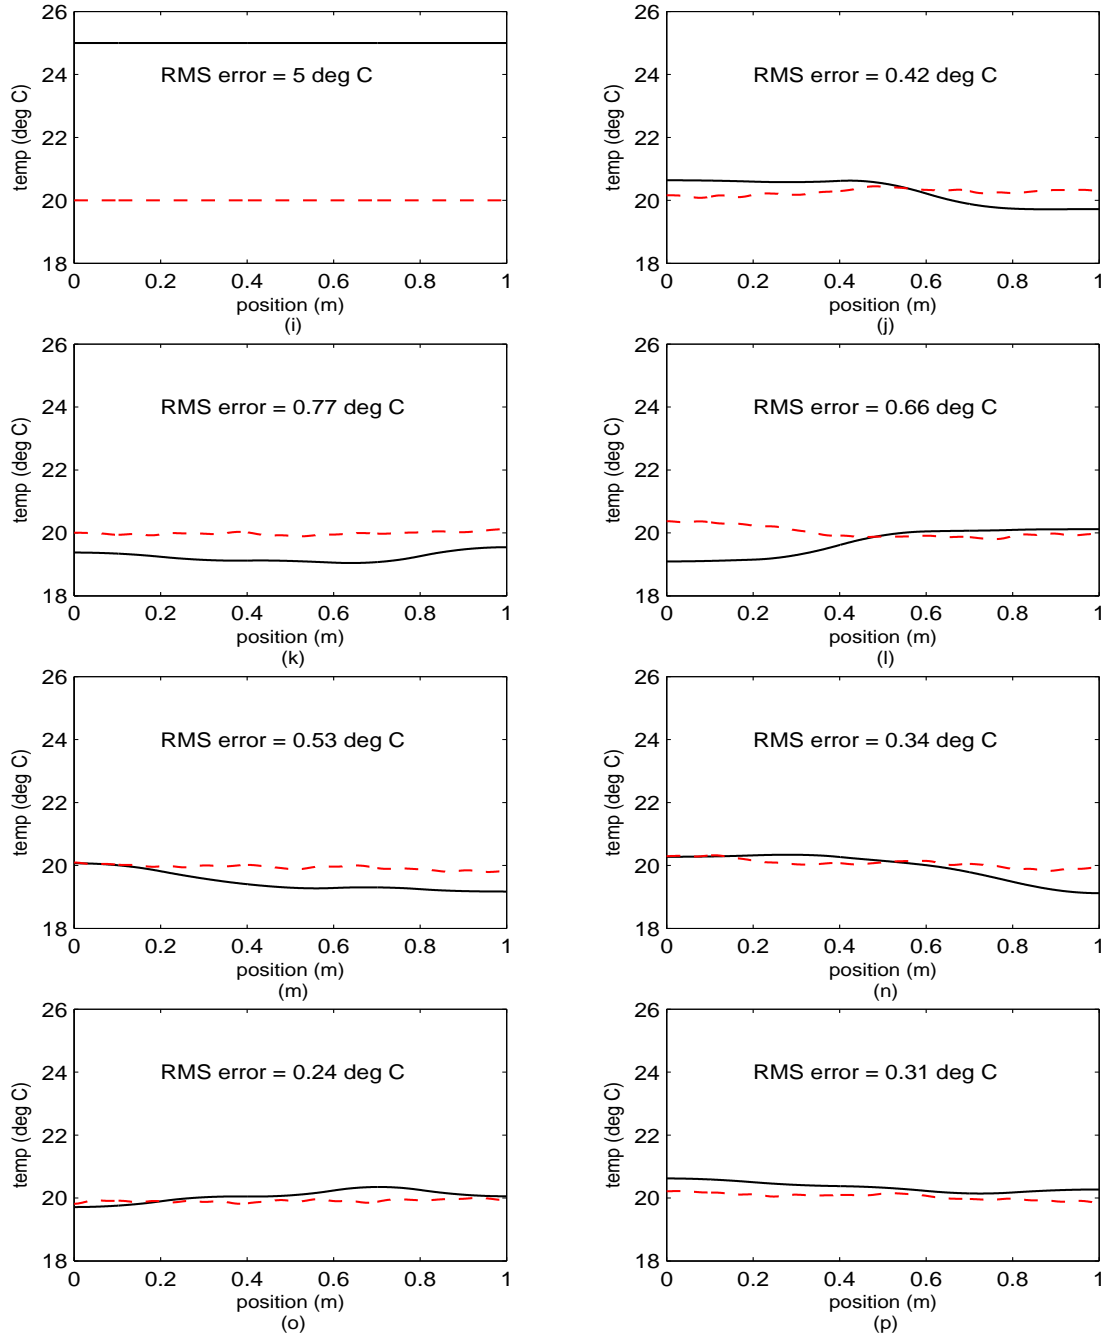 26
24
22
20
18
temp (deg C)
RMS error = 5 deg C
0 0.2 0.4 0.6 0.8 1
position (m)
(i)
26
24
22
20
18
temp (deg C)
RMS error = 0.42 deg C
0 0.2 0.4 0.6 0.8 1
position (m)
(j)
26
24
22
20
18
temp (deg C)
RMS error = 0.77 deg C
0 0.2 0.4 0.6 0.8 1
position (m)
(k)
26
24
22
20
18
temp (deg C)
RMS error = 0.66 deg C
0 0.2 0.4 0.6 0.8 1
position (m)
(l)
26
24
22
20
18
temp (deg C)
RMS error = 0.53 deg C
0 0.2 0.4 0.6 0.8 1
position (m)
(m)
26
24
22
20
18
temp (deg C)
RMS error = 0.34 deg C
0 0.2 0.4 0.6 0.8 1
position (m)
(n)
26
24
22
20
18
temp (deg C)
RMS error = 0.24 deg C
0 0.2 0.4 0.6 0.8 1
position (m)
(o)
26
24
22
20
18
temp (deg C)
RMS error = 0.31 deg C
0 0.2 0.4 0.6 0.8 1
position (m)
(p)